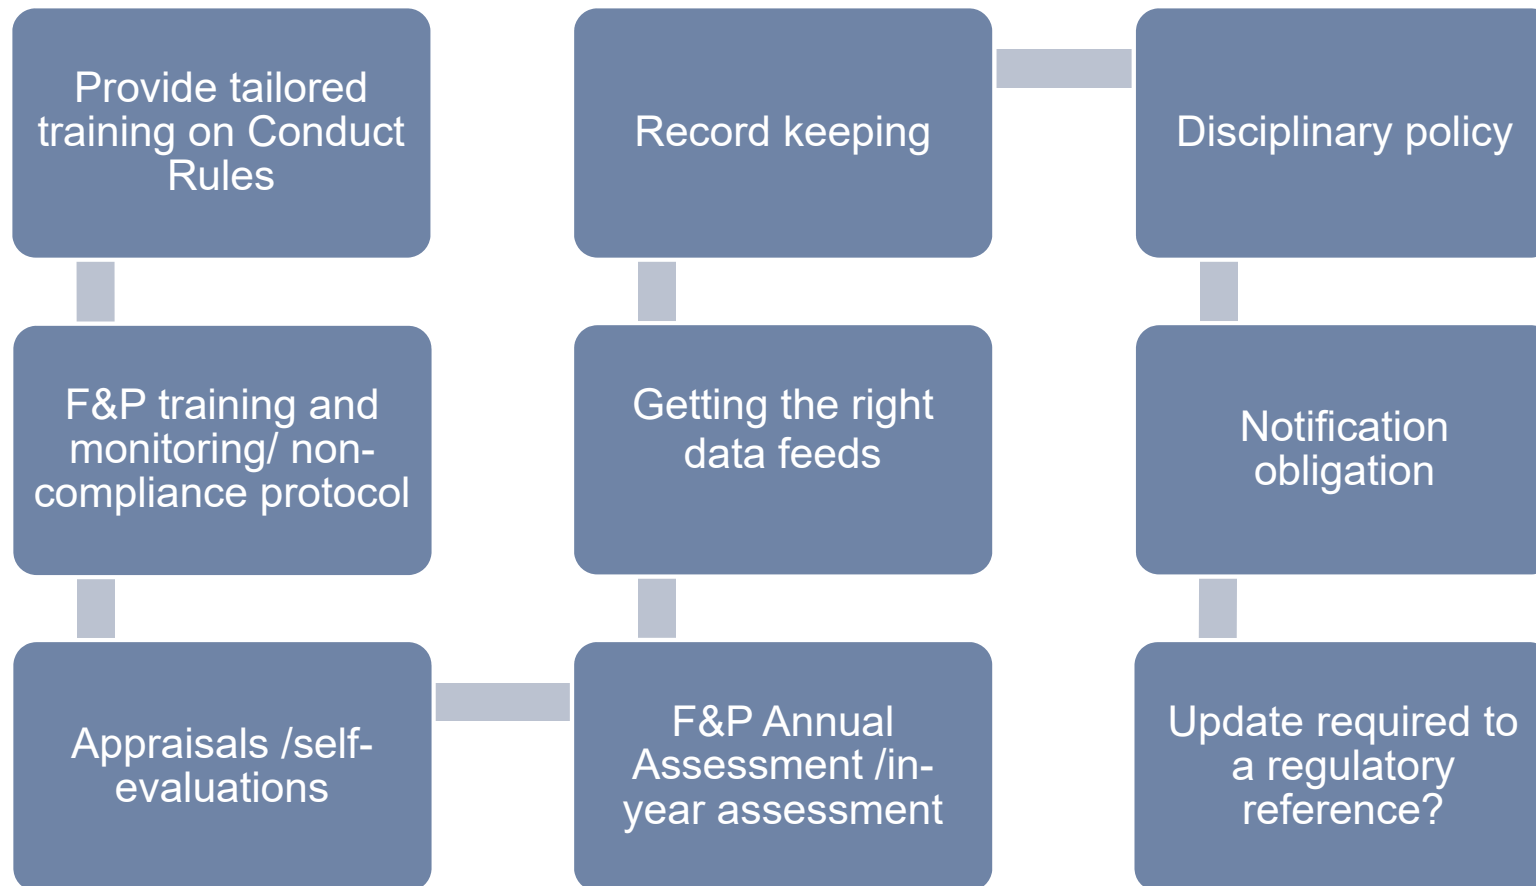 Provide tailored
training on Conduct
Rules
F&P training and
monitoring/ non-
compliance protocol
Appraisals /self-
evaluations
F&P Annual
Assessment /in-
year assessment
Getting the right
data feeds
Record keeping
Disciplinary policy
Notification
obligation
Update required to
a regulatory
reference?